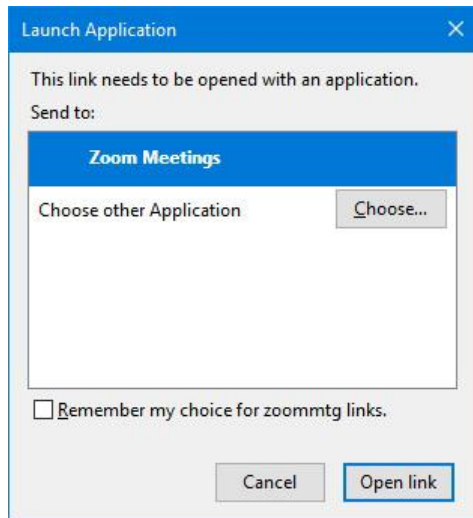 Launch Application
This link needs to be opened with an application.
Send to:
Zoom Meetings
Choose other Application
Choose...
Remember my choice for zoommtg links.
Cancel
Open link